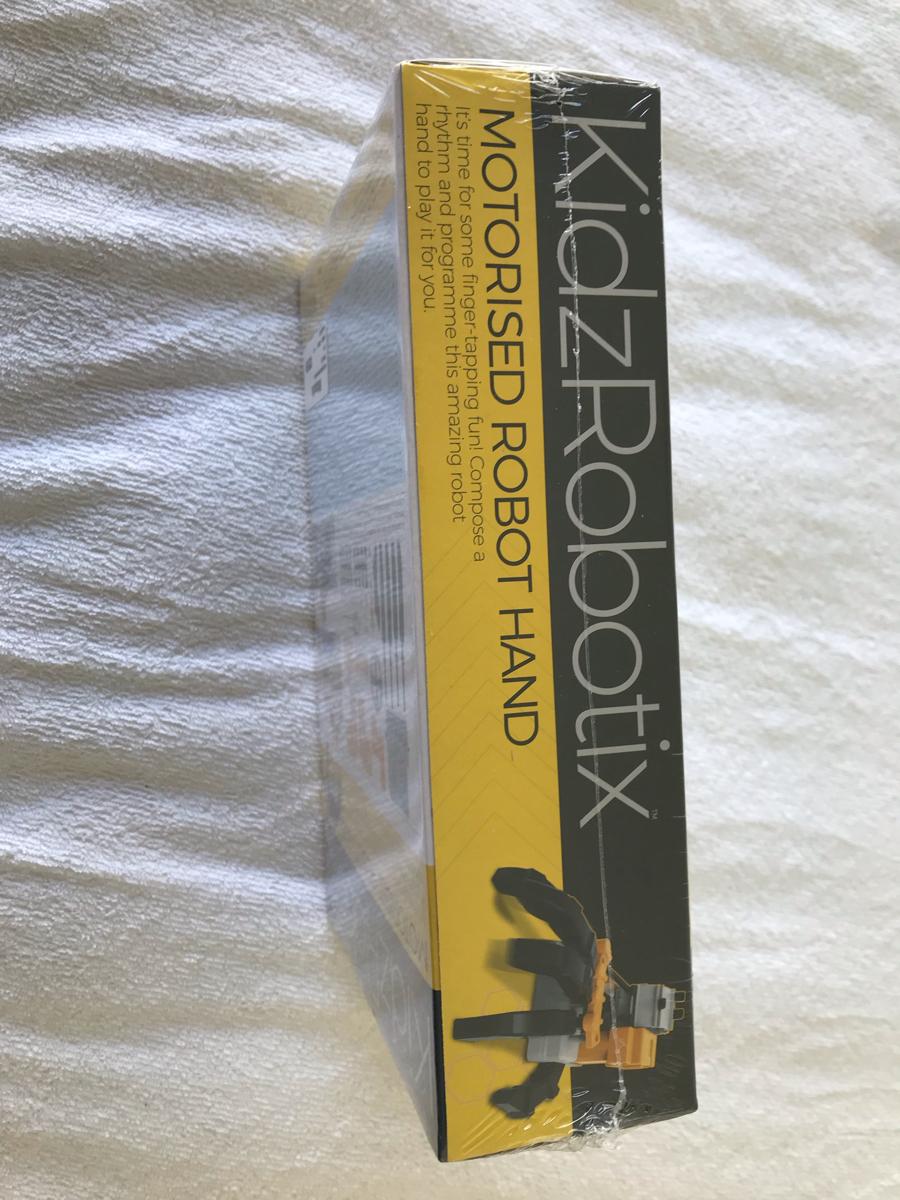 KidzRobotix™
MOTORISED ROBOT HAND
It's time for some finger-tapping fun! Compose a
rhythm and programme this amazing robot
hand to play it for you.